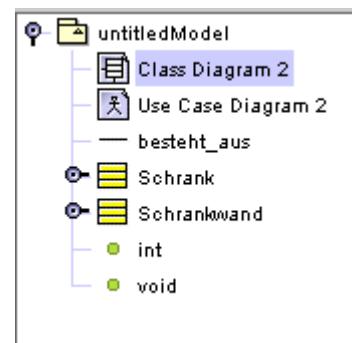 untitledModel
Class Diagram 2
Use Case Diagram 2
besteht_aus
Schrank
Schrankwand
int
void